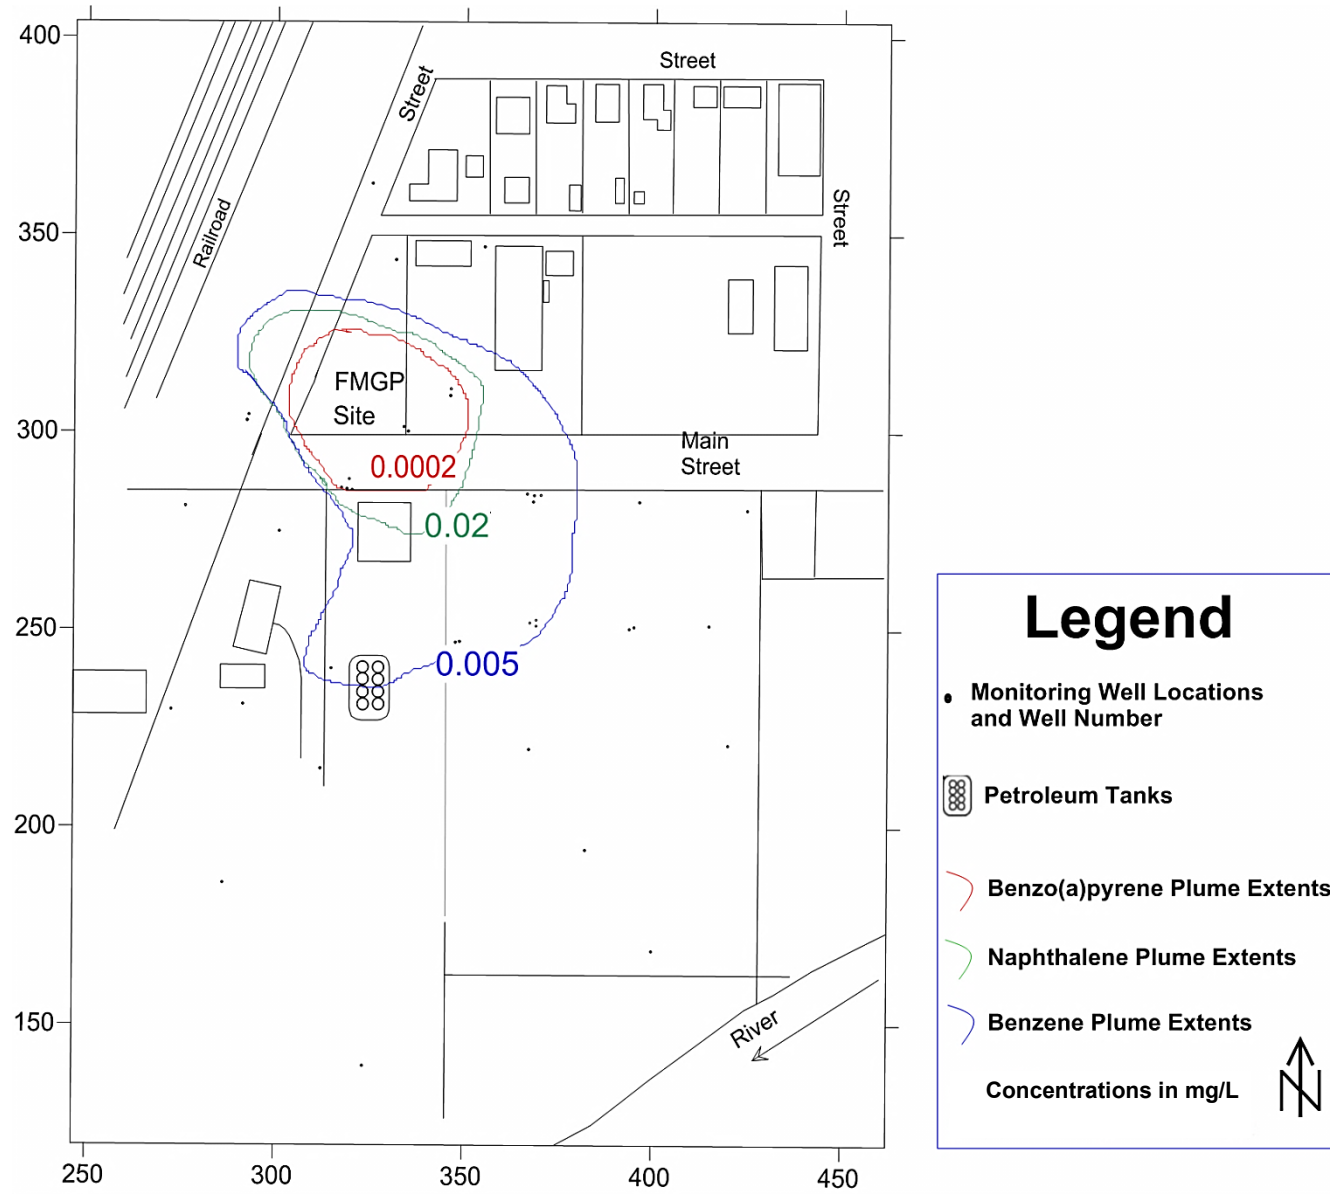 400
350
300
250
200
150
250
300
350
400
450
Street
Street
Street
Railroad
FMGP
Site
Main
Street
0.0002
0.02
0.005
River
Legend
Monitoring Well Locations
and Well Number
Petroleum Tanks
Benzo(a)pyrene Plume Extents
Naphthalene Plume Extents
Benzene Plume Extents
Concentrations in mg/L
N